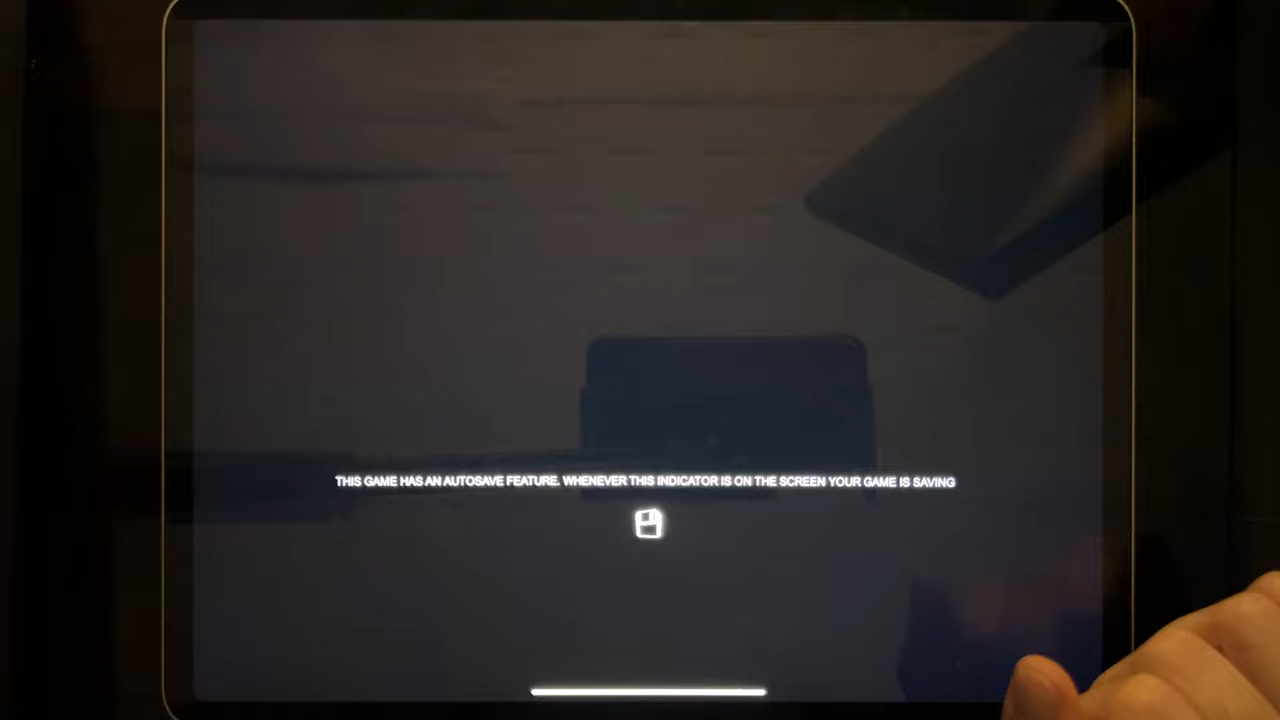 THIS GAME HAS AN AUTOSAVE FEATURE. WHENEVER THIS INDICATOR IS ON THE SCREEN YOUR GAME IS SAVING